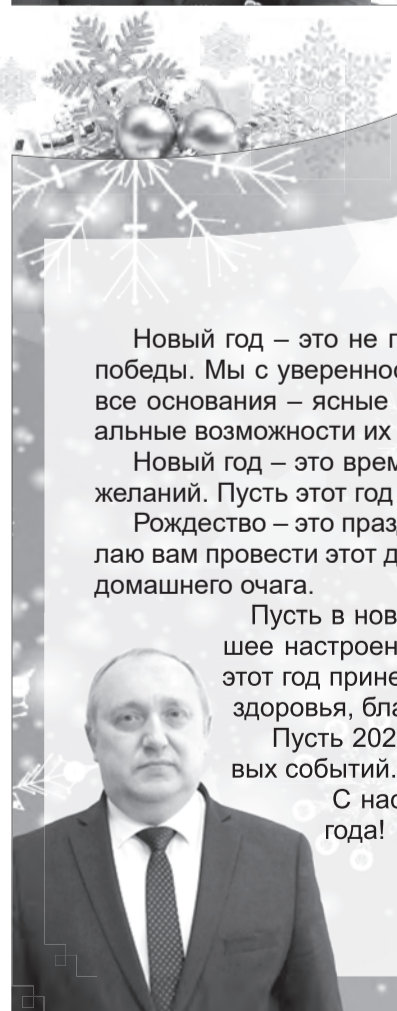 Новый год – это не п
победы. Мы с уверенно
все основания – ясные
альные возможности их
Новый год – это врем
желаний. Пусть этот год
Рождество – это праз
лаю вам провести этот д
домашнего очага.
Пусть в нов
шее настроен
этот год прине
здоровья, бла
Пусть 202
вых событий.
С нас
года!